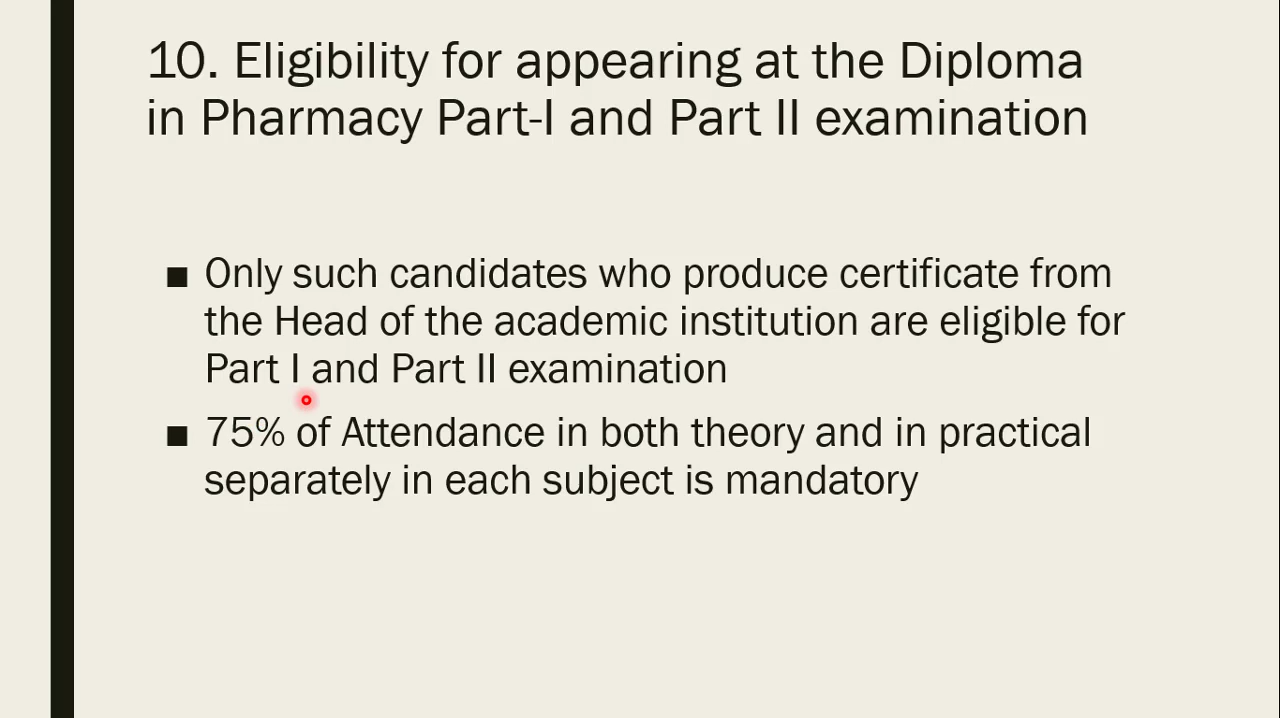 10. Eligibility for appearing at the Diploma
in Pharmacy Part-I and Part II examination
■ Only such candidates who produce certificate from
the Head of the academic institution are eligible for
Part I and Part II examination
■ 75% of Attendance in both theory and in practical
separately in each subject is mandatory